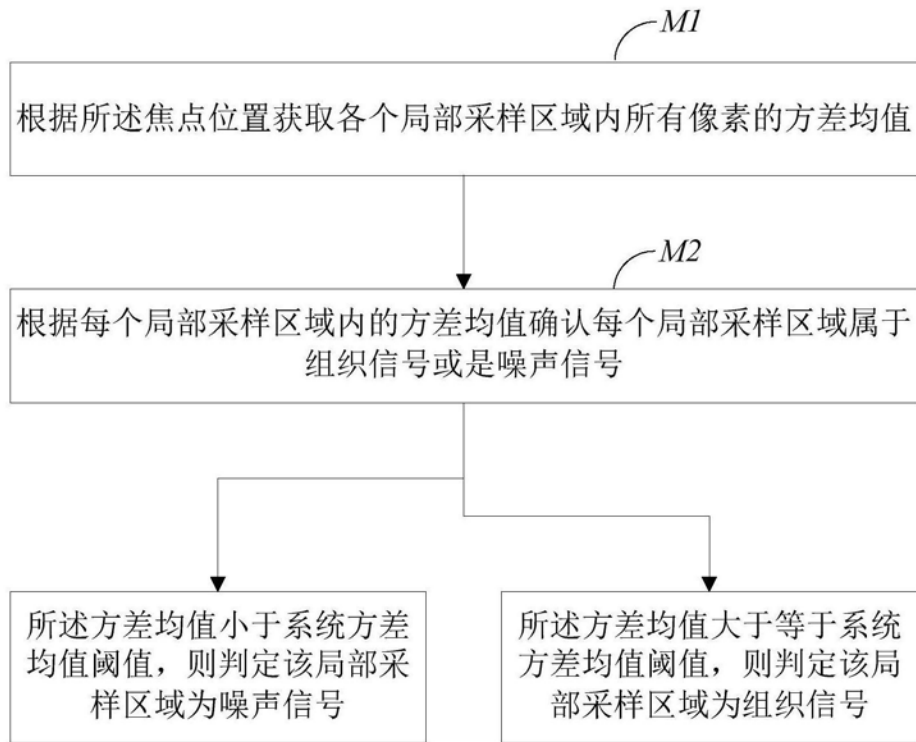 M1
根据所述焦点位置获取各个局部采样区域内所有像素的方差均值
M2
根据每个局部采样区域内的方差均值确认每个局部采样区域属于
组织信号或是噪声信号
所述方差均值小于系统方差
均值阈值，则判定该局部采
样区域为噪声信号
所述方差均值大于等于系统
方差均值阈值，则判定该局
部采样区域为组织信号